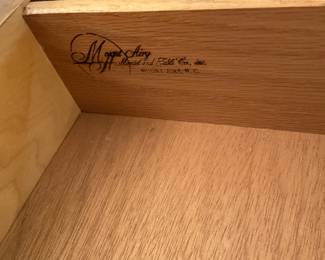 Mount Airy
Mantel and Table Co., Inc.